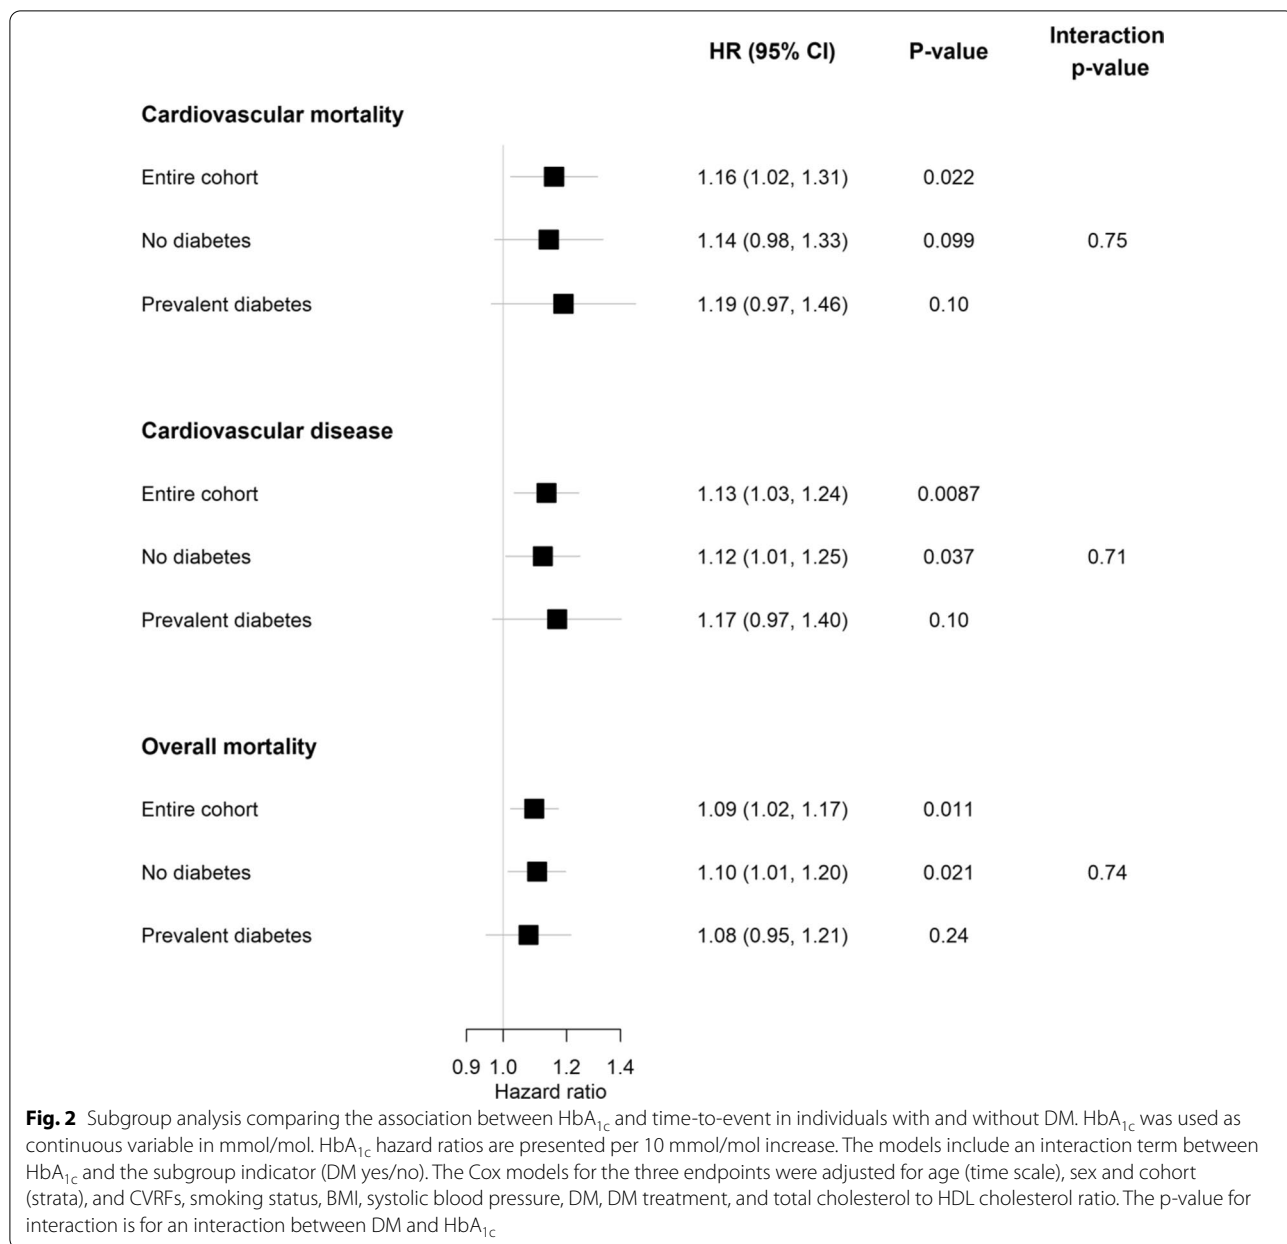 HR (95% CI) P-value Interaction p-value
Cardiovascular mortality
Entire cohort 1.16 (1.02, 1.31) 0.022
No diabetes 1.14 (0.98, 1.33) 0.099 0.75
Prevalent diabetes 1.19 (0.97, 1.46) 0.10
Cardiovascular disease
Entire cohort 1.13 (1.03, 1.24) 0.0087
No diabetes 1.12 (1.01, 1.25) 0.037 0.71
Prevalent diabetes 1.17 (0.97, 1.40) 0.10
Overall mortality
Entire cohort 1.09 (1.02, 1.17) 0.011
No diabetes 1.10 (1.01, 1.20) 0.021 0.74
Prevalent diabetes 1.08 (0.95, 1.21) 0.24
0.9 1.0 1.2 1.4
Hazard ratio
Fig. 2 Subgroup analysis comparing the association between HbA1c and time-to-event in individuals with and without DM. HbA1c was used as
continuous variable in mmol/mol. HbA1c hazard ratios are presented per 10 mmol/mol increase. The models include an interaction term between
HbA1c and the subgroup indicator (DM yes/no). The Cox models for the three endpoints were adjusted for age (time scale), sex and cohort
(strata), and CVRFs, smoking status, BMI, systolic blood pressure, DM, DM treatment, and total cholesterol to HDL cholesterol ratio. The p-value for
interaction is for an interaction between DM and HbA1c